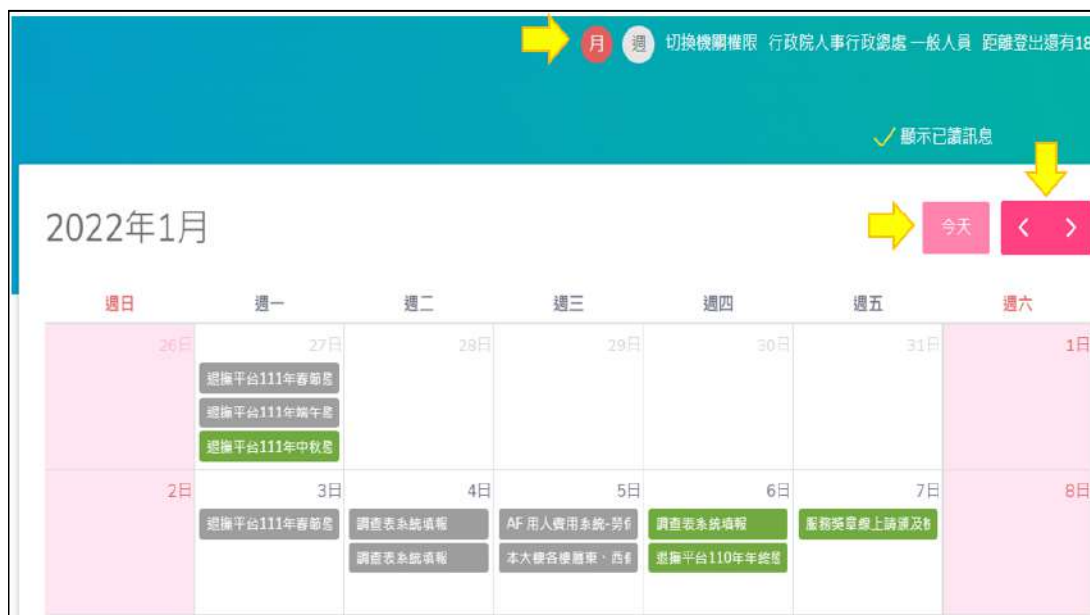 月 週 切換機關權限 行政院人事行政總處 一般人員 距離登出還有18
顯示已讀訊息
2022年1月
今天
週日 週一 週二 週三 週四 週五 週六
26日 27日 28日 29日 30日 31日 1日
退撫平台111年春節慰
退撫平台111年端午慰
退撫平台111年中秋慰
2日 3日 4日 5日 6日 7日 8日
退撫平台111年春節慰 調查表系統填報 AF 用人費用系統-勞 調查表系統填報 服務獎章線上請頒及
調查表系統填報 本大樓各樓層東、西 退撫平台110年年終慰